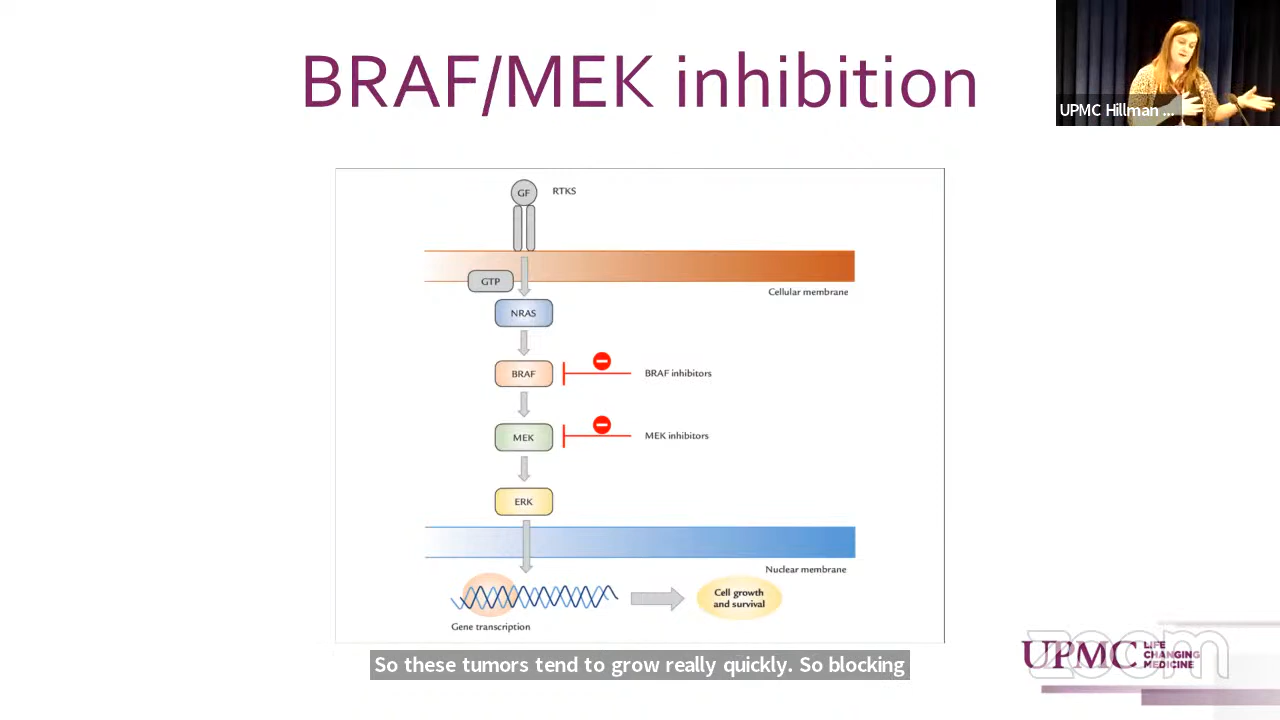 BRAF/MEK inhibition
UPMC Hillman ...
GF
RTKS
GTP
Cellular membrane
NRAS
BRAF
BRAF inhibitors
MEK
MEK inhibitors
ERK
Nuclear membrane
Cell growth
and survival
Gene transcription
So these tumors tend to grow really quickly. So blocking
UPMC
LIFE
CHANGING
MEDICINE
zoom